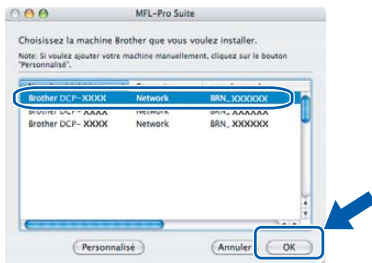 MFL-Pro Suite
Choisissez la machine Brother que vous voulez installer.
Note: Si voulez ajouter votre machine manuellement, cliquez sur le bouton
"Personnalisé".
Brother DCP-XXXX Network BRN_XXXXXX
Brother DCP-XXXX Network BRN_XXXXXX
Brother DCP-XXXX Network BRN_XXXXXX
Personnalisé Annuler OK